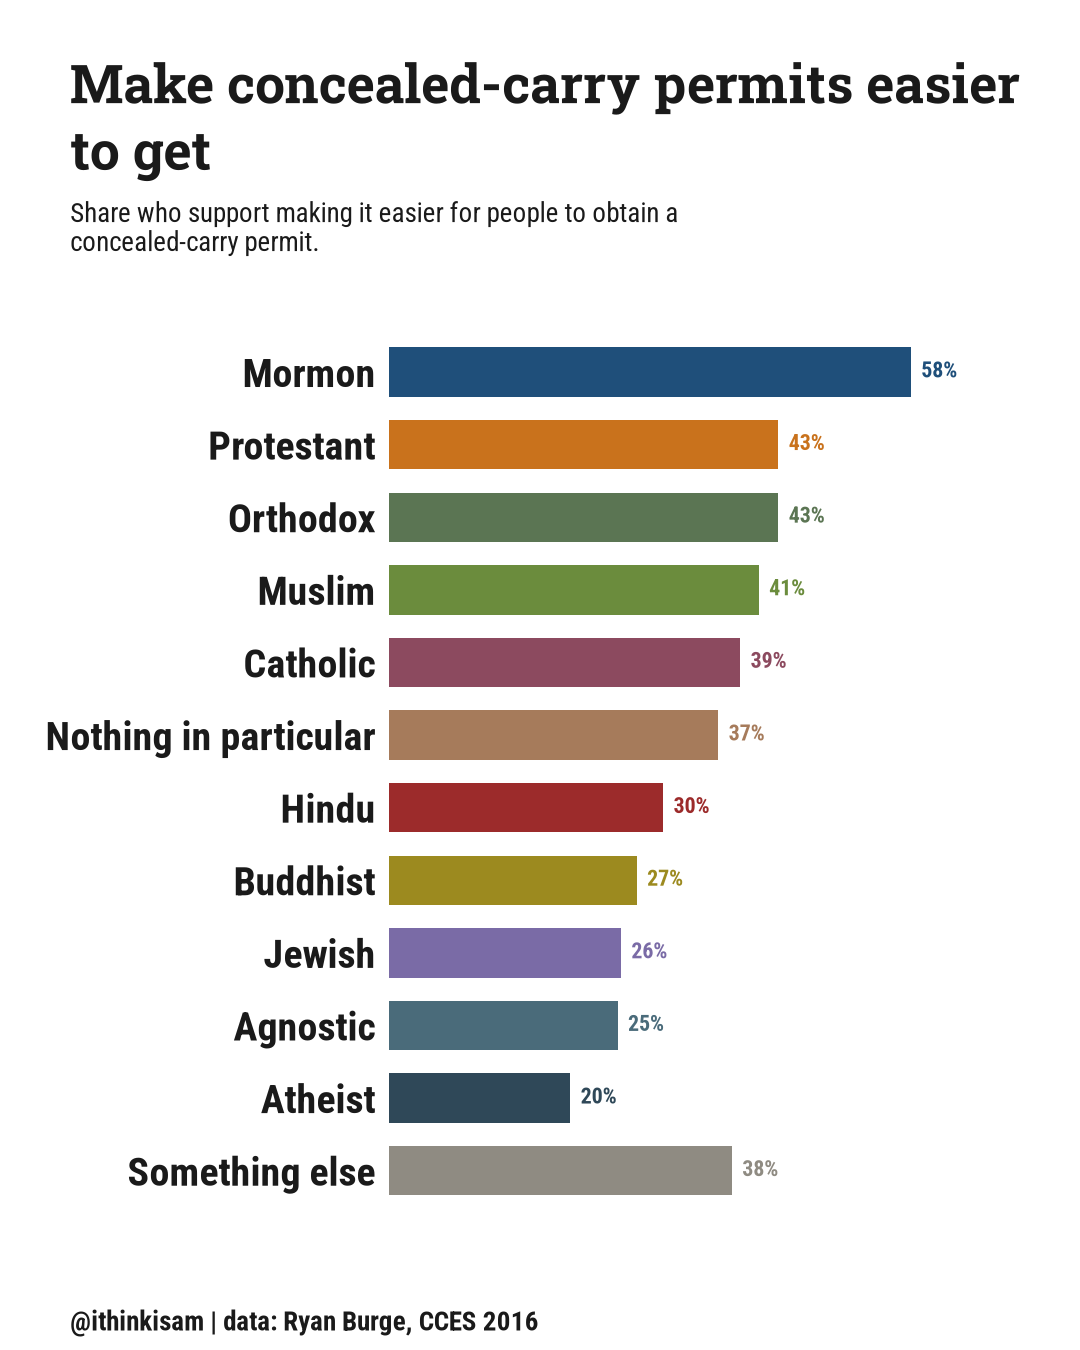 Make concealed-carry permits easier
to get
Share who support making it easier for people to obtain a
concealed-carry permit.
Mormon 58%
Protestant 43%
Orthodox 43%
Muslim 41%
Catholic 39%
Nothing in particular 37%
Hindu 30%
Buddhist 27%
Jewish 26%
Agnostic 25%
Atheist 20%
Something else 38%
@ithinkisam | data: Ryan Burge, CCES 2016